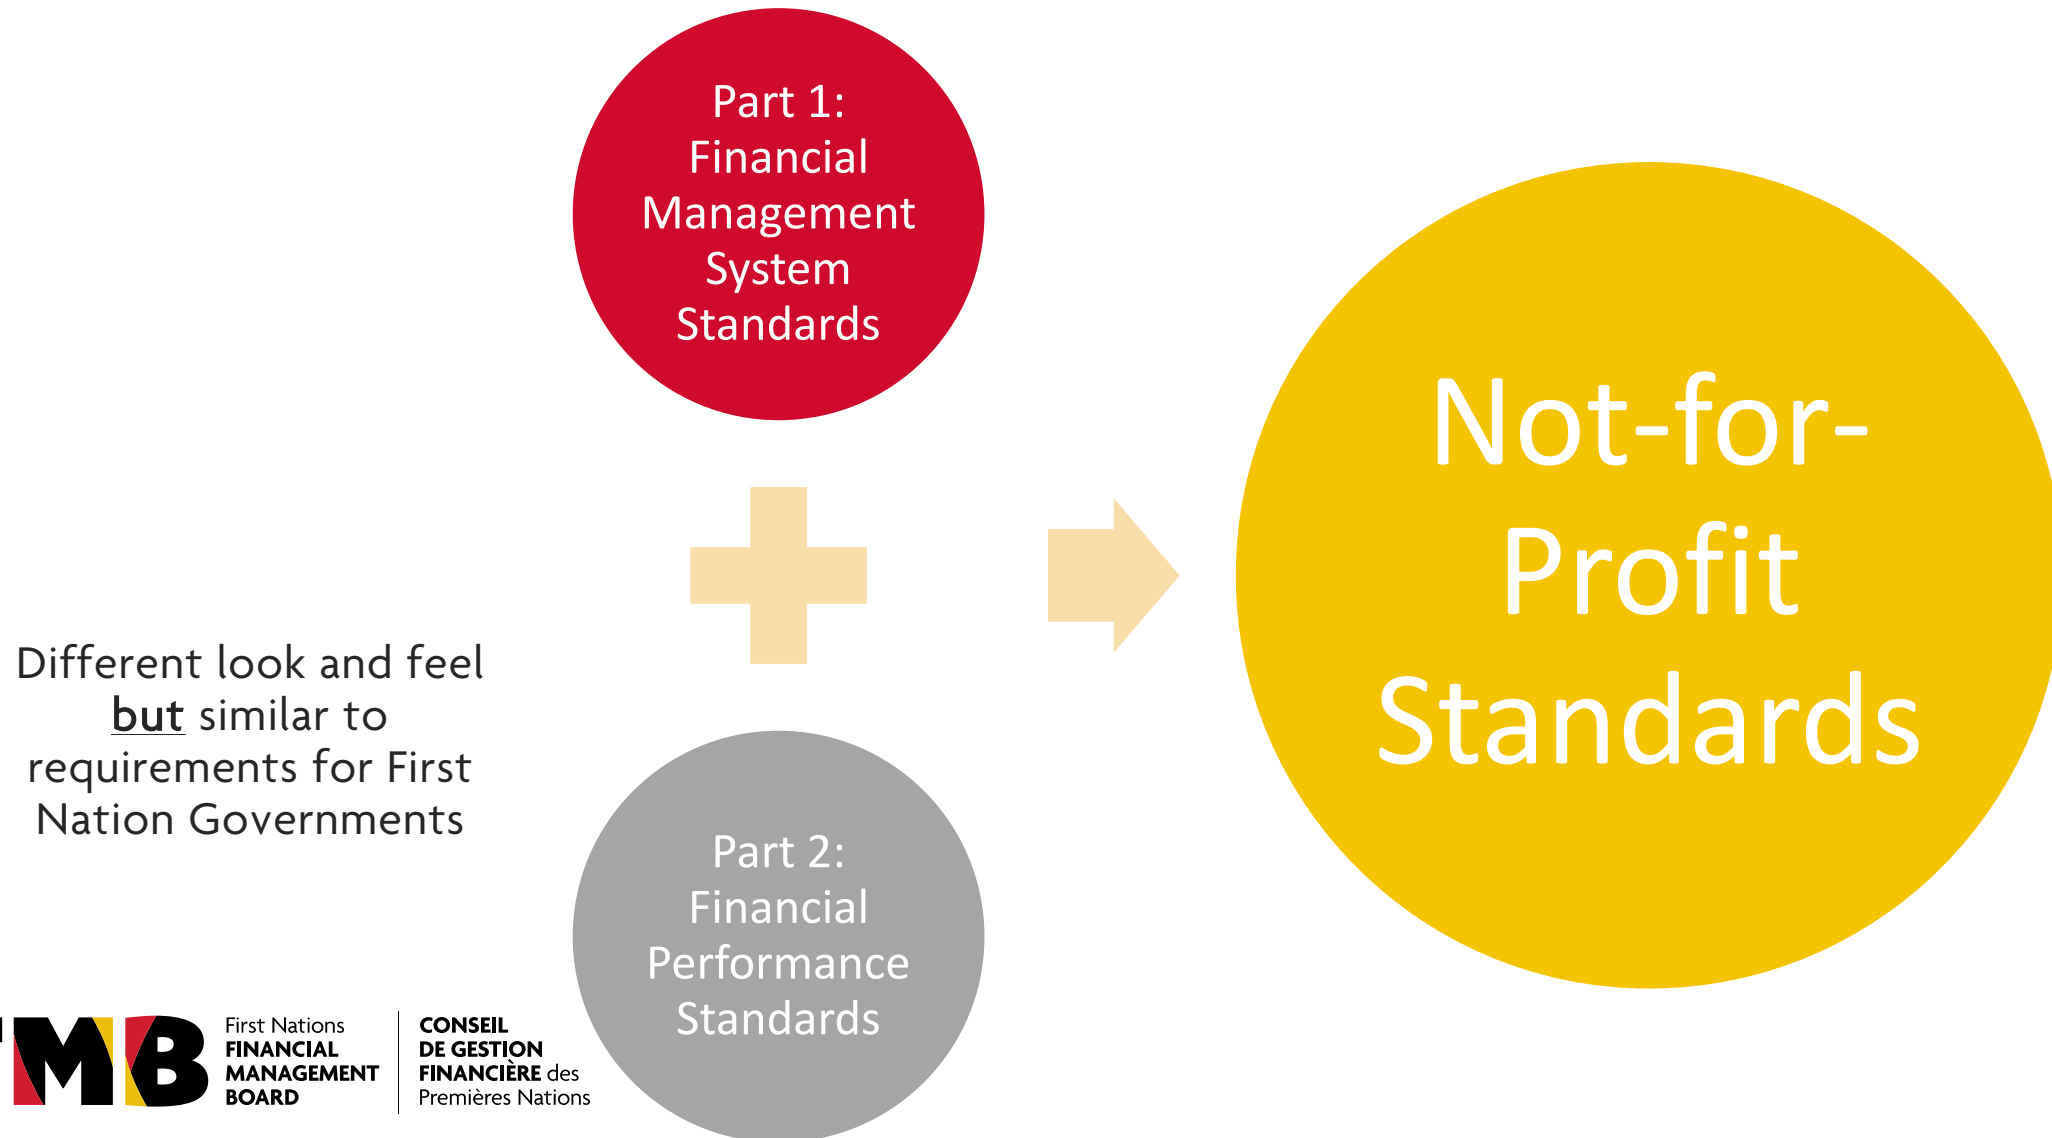 Part 1:
Financial
Management
System
Standards
Not-for-
Profit
Standards
Different look and feel
but similar to
requirements for First
Nation Governments
Part 2:
Financial
Performance
Standards
MB
First Nations
FINANCIAL
MANAGEMENT
BOARD
CONSEIL
DE GESTION
FINANCIÈRE des
Premières Nations